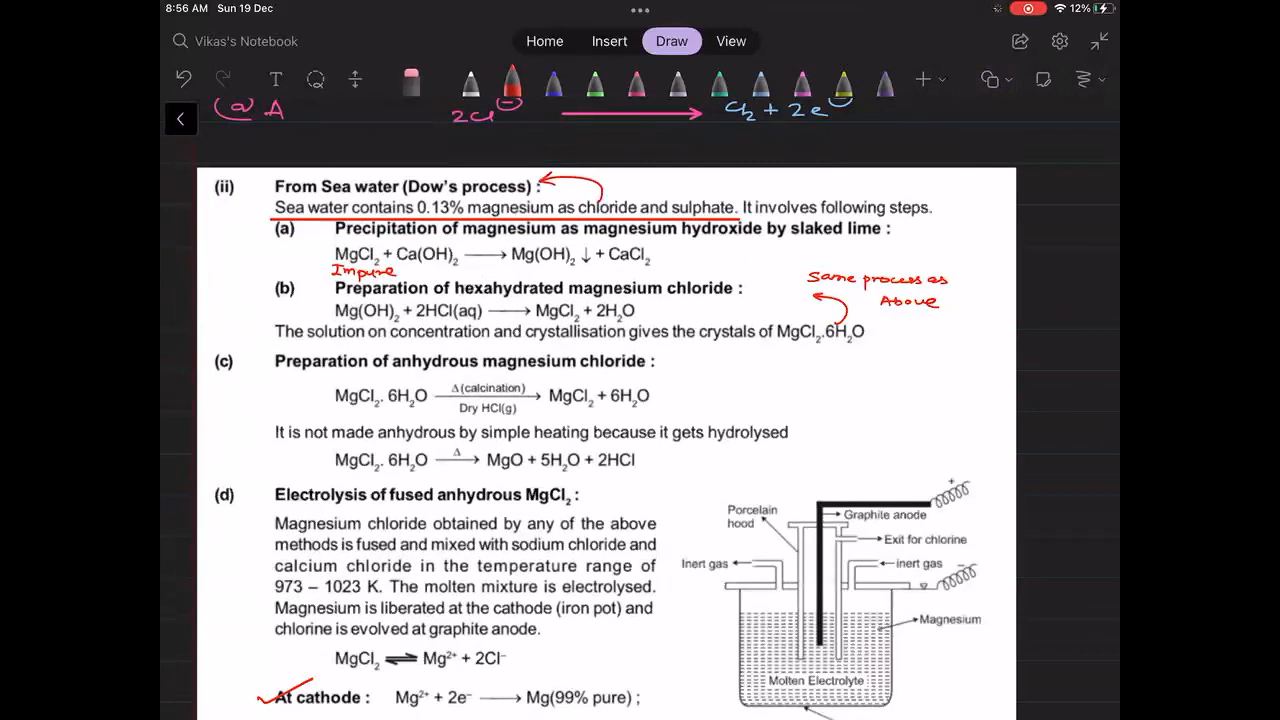 8:56 AM Sun 19 Dec
12%
Vikas's Notebook
Home Insert Draw View
@ A 2Cl⊖ Cl₂ + 2e⊖
(ii) From Sea water (Dow's process) :
Sea water contains 0.13% magnesium as chloride and sulphate. It involves following steps.
(a) Precipitation of magnesium as magnesium hydroxide by slaked lime :
MgCl₂ + Ca(OH)₂ ⟶ Mg(OH)₂ ↓ + CaCl₂
Impure
Same process as
Above
(b) Preparation of hexahydrated magnesium chloride :
Mg(OH)₂ + 2HCl(aq) ⟶ MgCl₂ + 2H₂O
The solution on concentration and crystallisation gives the crystals of MgCl₂.6H₂O
(c) Preparation of anhydrous magnesium chloride :
Δ(calcination)
MgCl₂. 6H₂O ⟶ MgCl₂ + 6H₂O
Dry HCl(g)
It is not made anhydrous by simple heating because it gets hydrolysed
Δ
MgCl₂. 6H₂O ⟶ MgO + 5H₂O + 2HCl
(d) Electrolysis of fused anhydrous MgCl₂ :
Magnesium chloride obtained by any of the above
methods is fused and mixed with sodium chloride and
calcium chloride in the temperature range of
973 – 1023 K. The molten mixture is electrolysed.
Magnesium is liberated at the cathode (iron pot) and
chlorine is evolved at graphite anode.
MgCl₂ ⇌ Mg²⁺ + 2Cl⁻
At cathode : Mg²⁺ + 2e⁻ ⟶ Mg(99% pure) ;
+
Porcelain
hood
Graphite anode
Exit for chlorine
Inert gas
inert gas
–
Magnesium
Molten Electrolyte